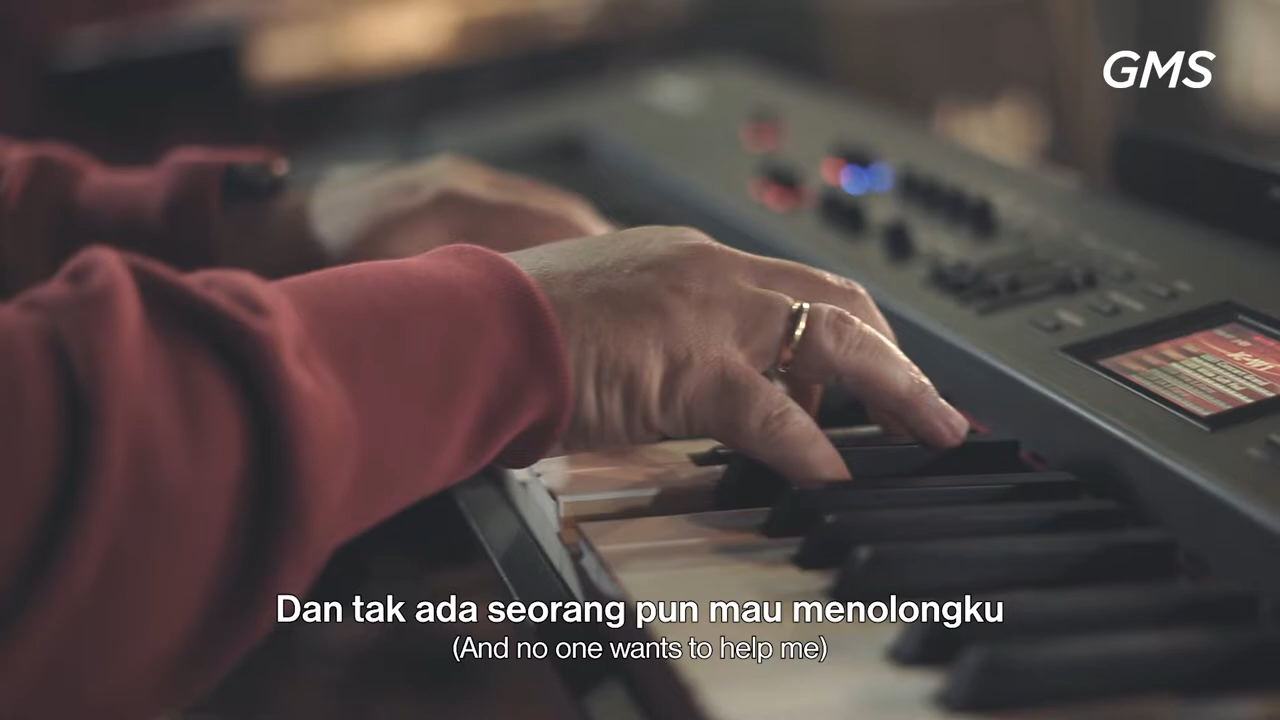 GMS
Dan tak ada seorang pun mau menolongku
(And no one wants to help me)